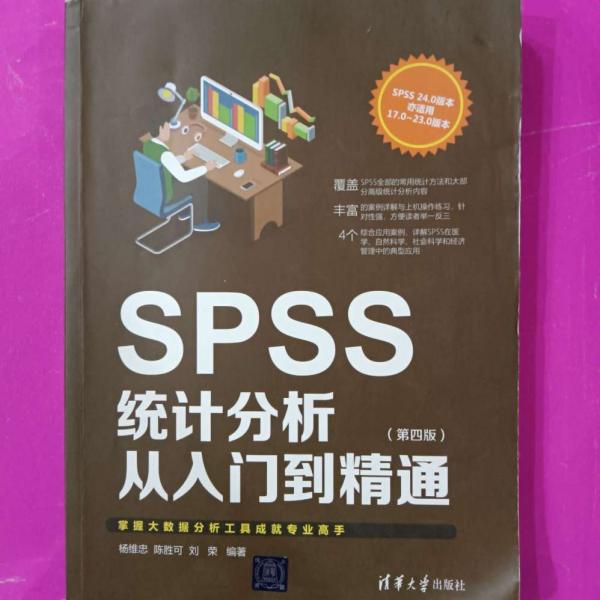 SPSS 24.0版本
亦适用
17.0~23.0版本
覆盖 SPSS全部的常用统计方法和大部
分高级统计分析内容
丰富 的案例详解与上机操作练习，针
对性强，方便读者举一反三
4个 综合应用案例，详解SPSS在医
学、自然科学、社会科学和经济
管理中的典型应用
SPSS
统计分析
（第四版）
从入门到精通
掌握大数据分析工具成就专业高手
杨维忠 陈胜可 刘 荣 编著
清华大学出版社